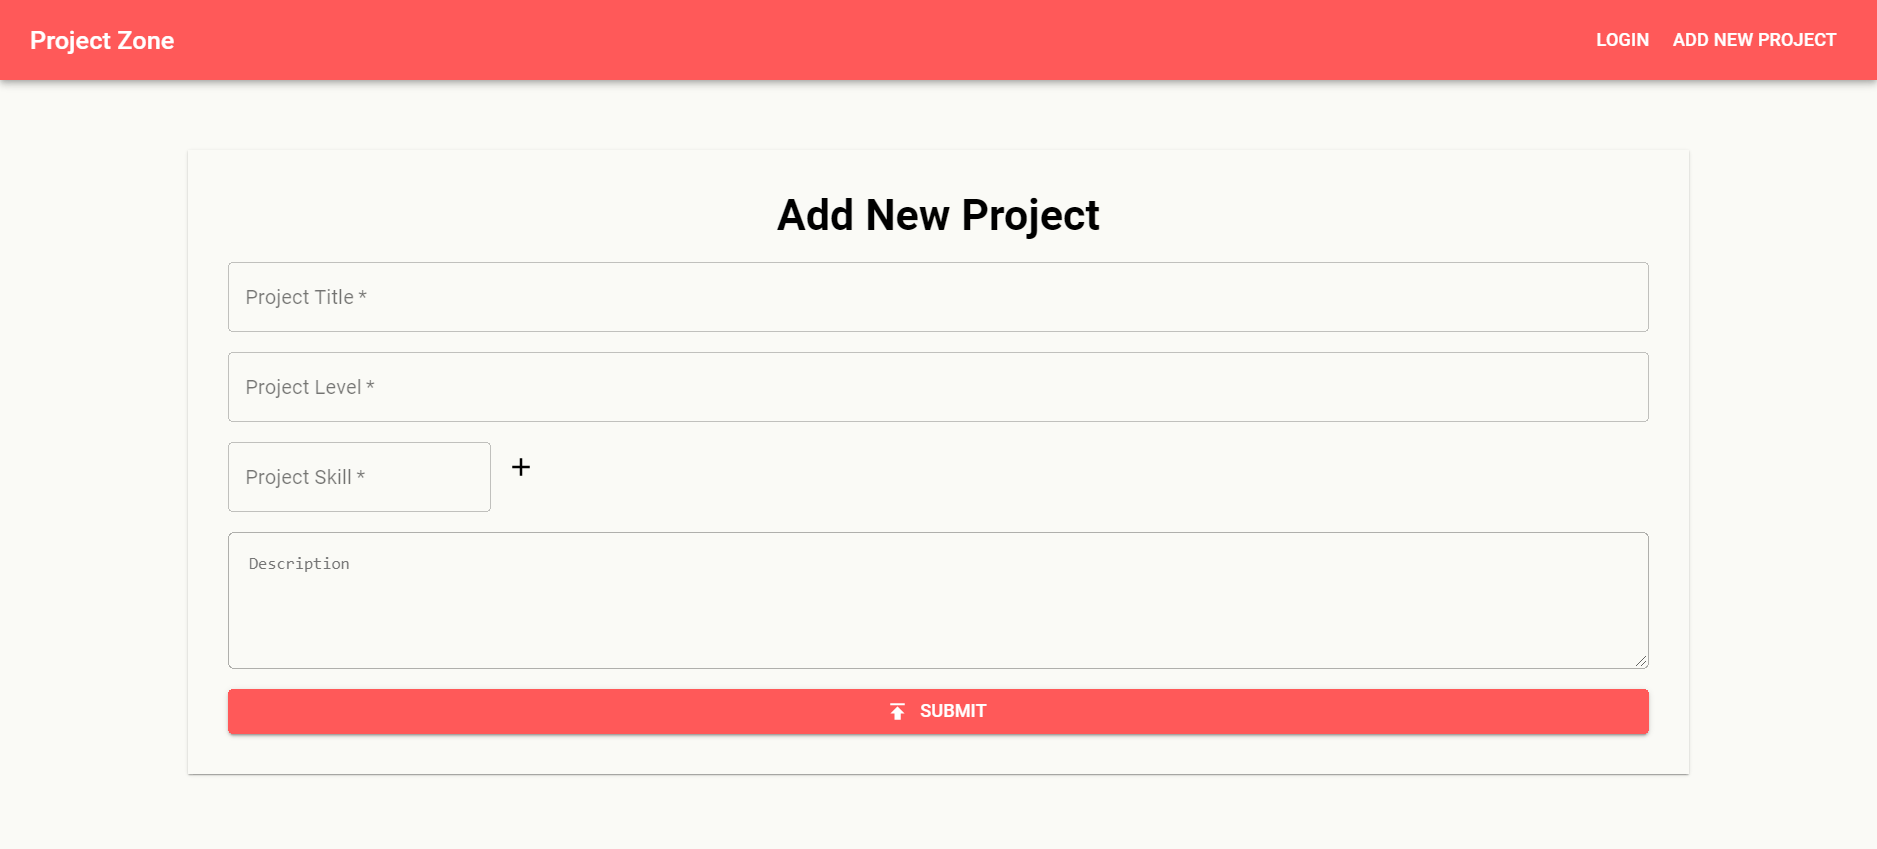 Project Zone
LOGIN ADD NEW PROJECT
Add New Project
Project Title *
Project Level *
Project Skill *
Description
SUBMIT